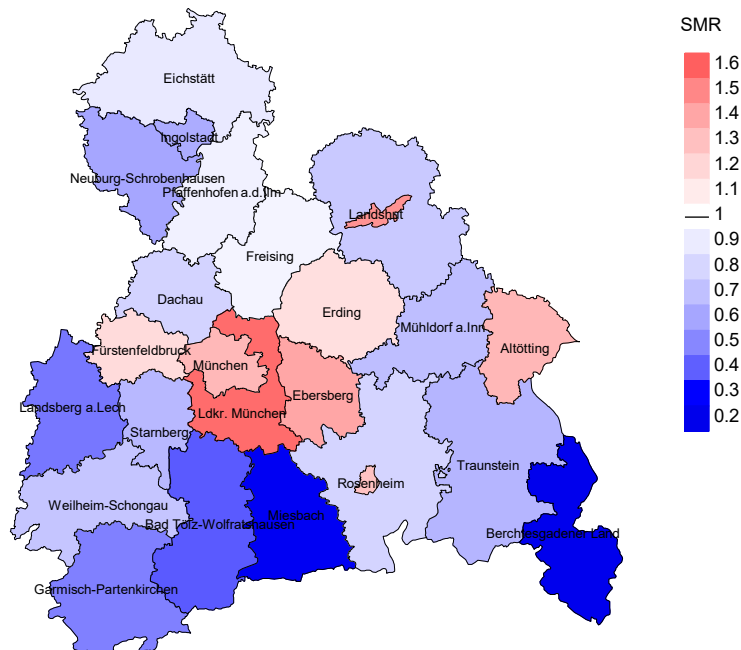 SMR
1.6
1.5
1.4
1.3
1.2
1.1
1
0.9
0.8
0.7
0.6
0.5
0.4
0.3
0.2
Eichstätt
Ingolstadt
Neuburg-Schrobenhausen
Pfaffenhofen a.d.Ilm
Landshut
Freising
Dachau
Erding
Mühldorf a.Inn
Altötting
Fürstenfeldbruck
München
Ebersberg
Landsberg a.Lech
Ldkr. München
Starnberg
Traunstein
Rosenheim
Weilheim-Schongau
Bad Tölz-Wolfratshausen
Miesbach
Berchtesgadener Land
Garmisch-Partenkirchen